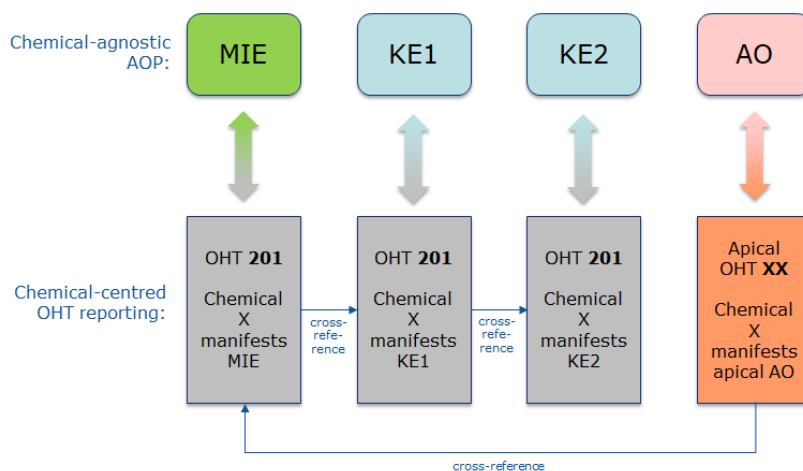 Chemical-agnostic
AOP:
MIE
KE1
KE2
AO
Chemical-centred
OHT reporting:
OHT 201
Chemical
X
manifests
MIE
cross-
refe-
rence
OHT 201
Chemical
X
manifests
KE1
cross-
refe-
rence
OHT 201
Chemical
X
manifests
KE2
Apical
OHT XX
Chemical
X
manifests
apical AO
cross-reference